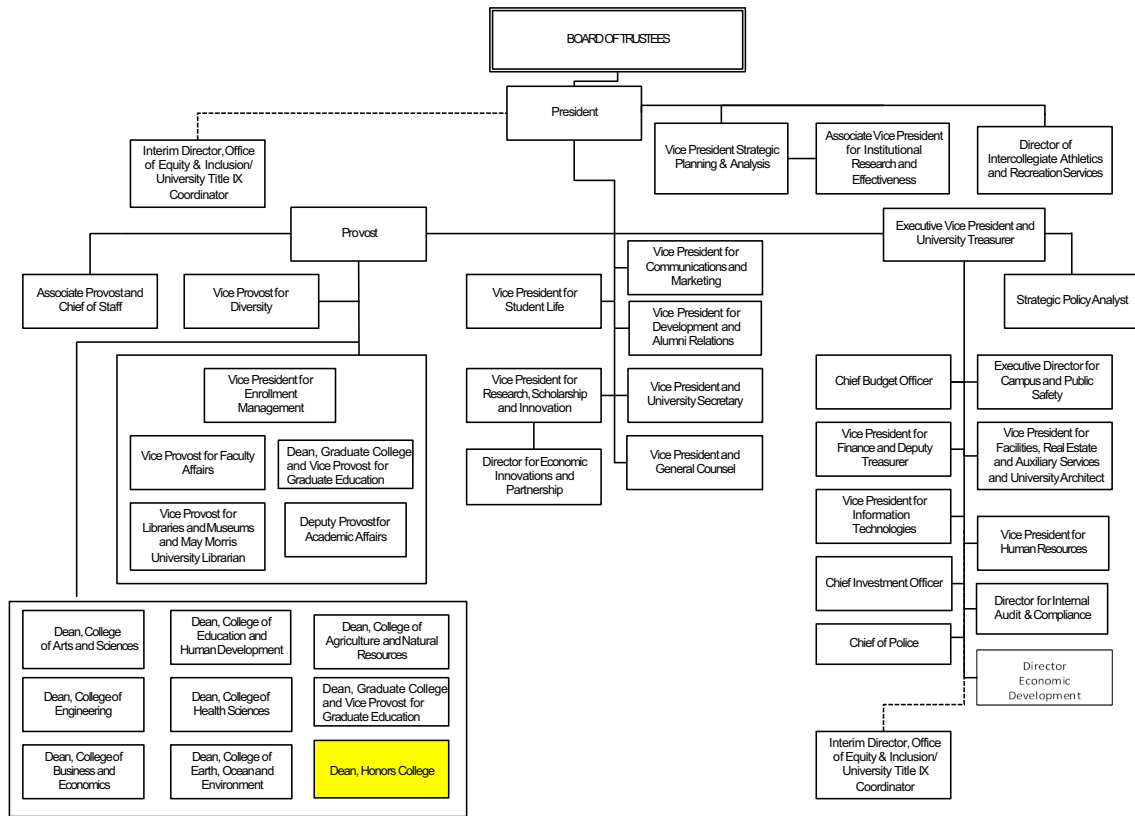 BOARD OF TRUSTEES
President
Interim Director, Office
of Equity & Inclusion/
University Title IX
Coordinator
Vice President Strategic
Planning & Analysis
Associate Vice President
for Institutional
Research and
Effectiveness
Director of
Intercollegiate Athletics
and Recreation Services
Provost
Executive Vice President and
University Treasurer
Associate Provost and
Chief of Staff
Vice Provost for
Diversity
Vice President for
Student Life
Vice President for
Communications and
Marketing
Strategic Policy Analyst
Vice President for
Development and
Alumni Relations
Vice President for
Enrollment
Management
Vice President for
Research, Scholarship
and Innovation
Vice President and
University Secretary
Chief Budget Officer
Executive Director for
Campus and Public
Safety
Vice Provost for Faculty
Affairs
Dean, Graduate College
and Vice Provost for
Graduate Education
Director for Economic
Innovations and
Partnership
Vice President and
General Counsel
Vice President for
Finance and Deputy
Treasurer
Vice President for
Facilities, Real Estate
and Auxiliary Services
and University Architect
Vice Provost for
Libraries and Museums
and May Morris
University Librarian
Deputy Provost for
Academic Affairs
Vice President for
Information
Technologies
Vice President for
Human Resources
Chief Investment Officer
Director for Internal
Audit & Compliance
Chief of Police
Director
Economic
Development
Dean, College
of Arts and Sciences
Dean, College of
Education and
Human Development
Dean, College of
Agriculture and Natural
Resources
Dean, College of
Engineering
Dean, College of
Health Sciences
Dean, Graduate College
and Vice Provost for
Graduate Education
Dean, College of
Business and
Economics
Dean, College of
Earth, Ocean and
Environment
Dean, Honors College
Interim Director, Office
of Equity & Inclusion/
University Title IX
Coordinator